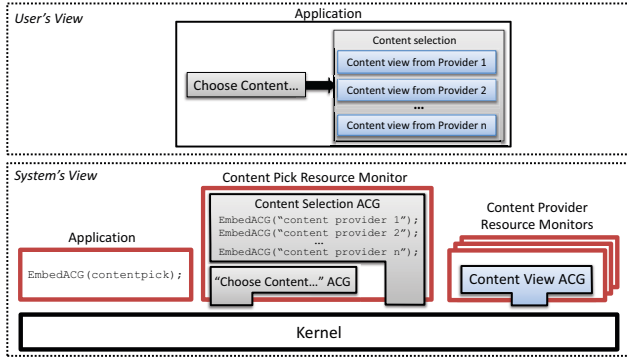 User's View
Application
Content selection
Content view from Provider 1
Choose Content…
Content view from Provider 2
…
Content view from Provider n
System's View
Content Pick Resource Monitor
Content Selection ACG
EmbedACG("content provider 1");
EmbedACG("content provider 2");
…
EmbedACG("content provider n");
Content Provider
Resource Monitors
Application
EmbedACG(contentpick);
"Choose Content…" ACG
Content View ACG
Kernel